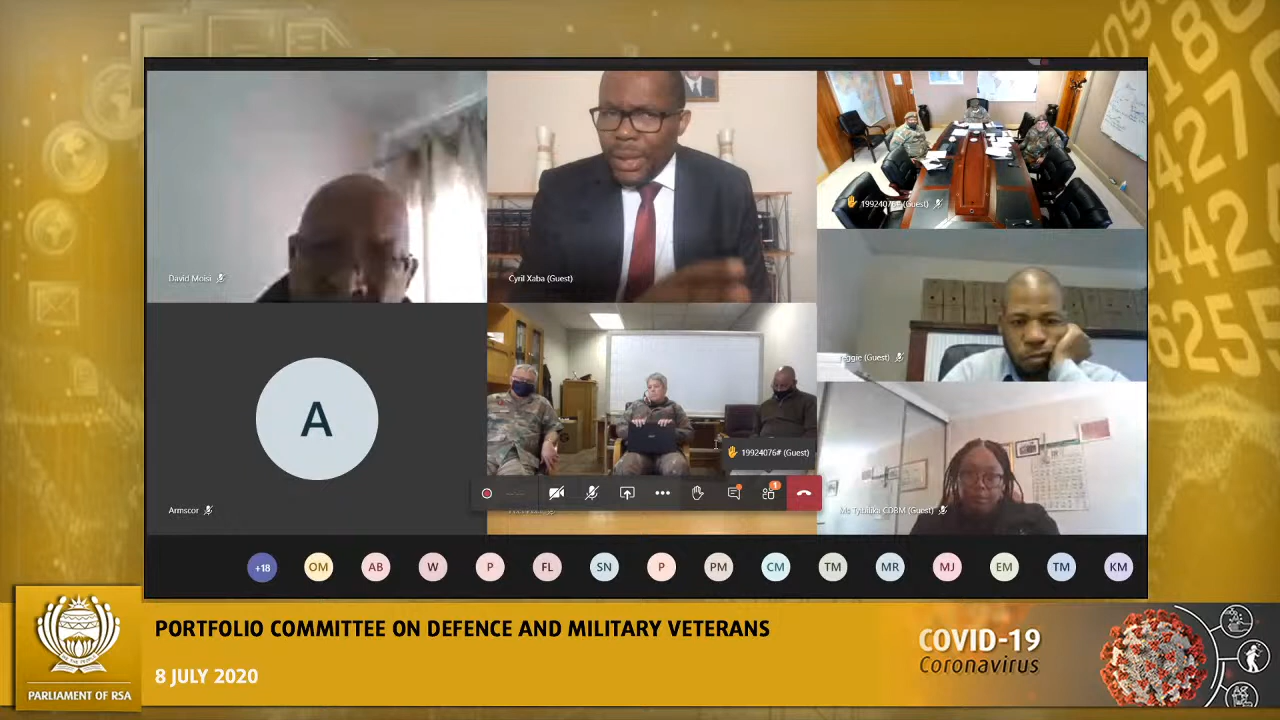 David Moisi
Cyril Xaba (Guest)
19924076# (Guest)
reggie (Guest)
A
Armscor
19924076# (Guest)
1
Ms Tyibilika CDBM (Guest)
+18
OM
AB
W
P
FL
SN
P
PM
CM
TM
MR
MJ
EM
TM
KM
PORTFOLIO COMMITTEE ON DEFENCE AND MILITARY VETERANS
8 JULY 2020
PARLIAMENT OF RSA
COVID-19
Coronavirus